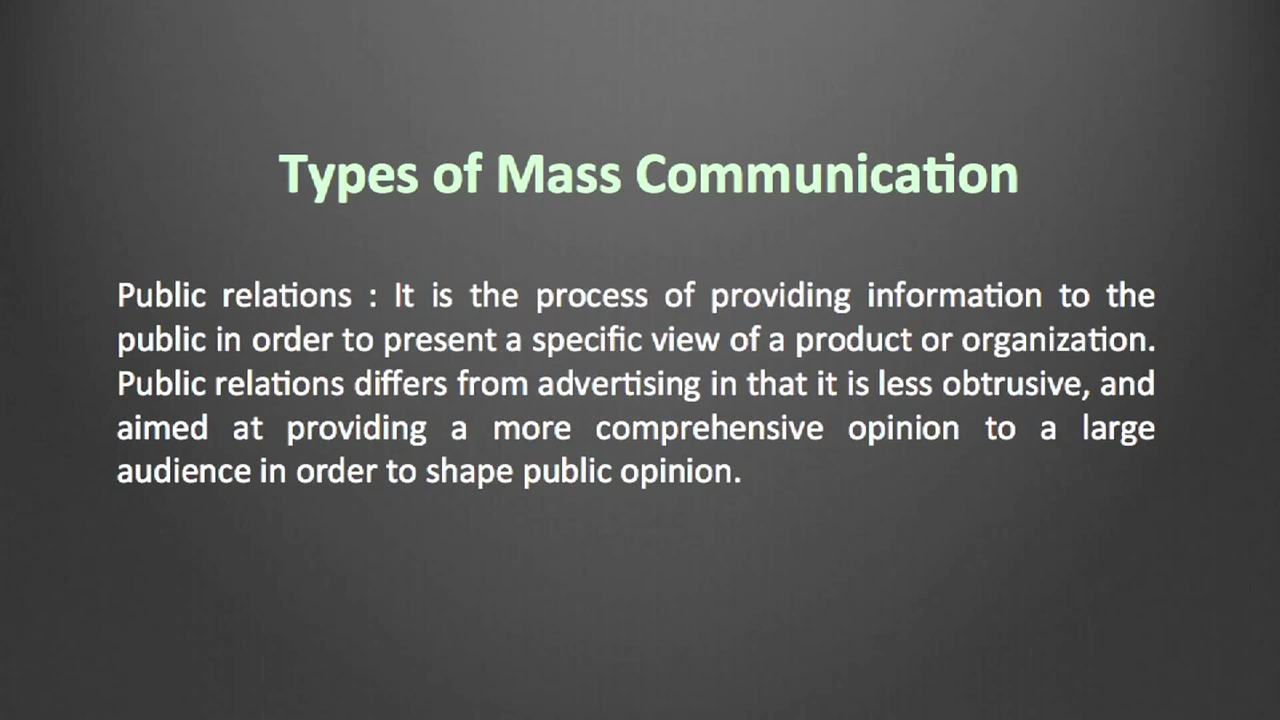 Types of Mass Communication
Public relations : It is the process of providing information to the
public in order to present a specific view of a product or organization.
Public relations differs from advertising in that it is less obtrusive, and
aimed at providing a more comprehensive opinion to a large
audience in order to shape public opinion.